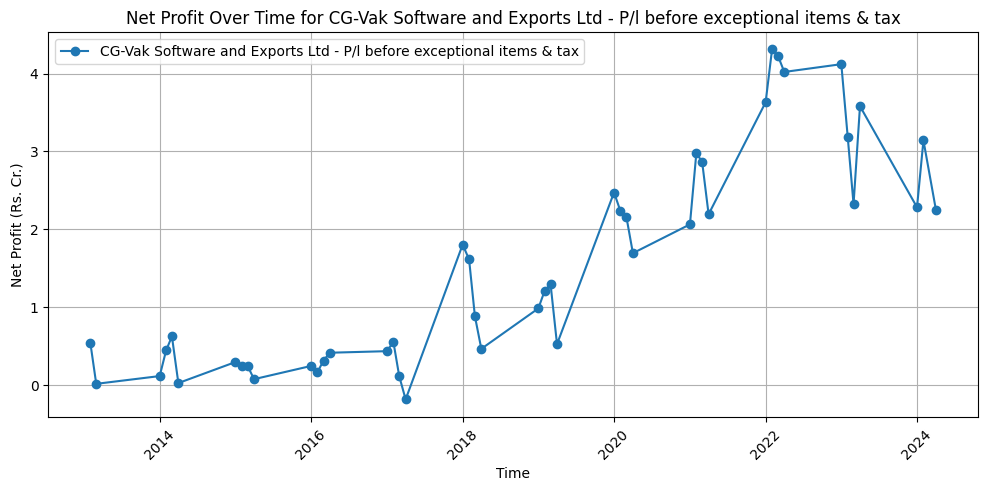 Net Profit Over Time for CG-Vak Software and Exports Ltd - P/l before exceptional items & tax
CG-Vak Software and Exports Ltd - P/l before exceptional items & tax
Net Profit (Rs. Cr.)
4
3
2
1
0
2014
2016
2018
2020
2022
2024
Time